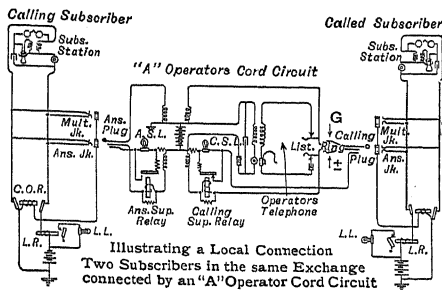 Calling Subscriber
Called Subscriber
"A" Operators Cord Circuit
Subs.
Station
Subs.
Station
Mult.
Jk.
Ans. Jk.
Ans.
Plug
A.S.L.
C.S.L.
List.
Ring
G
±
Calling
Plug
Mult.
Jk.
Ans.
Jk.
Operators
Telephone
C.O.R.
Ans. Sup.
Relay
Calling
Sup. Relay
L.L.
L.R.
L.L.
L.R.
Illustrating a Local Connection
Two Subscribers in the same Exchange
connected by an "A" Operator Cord Circuit